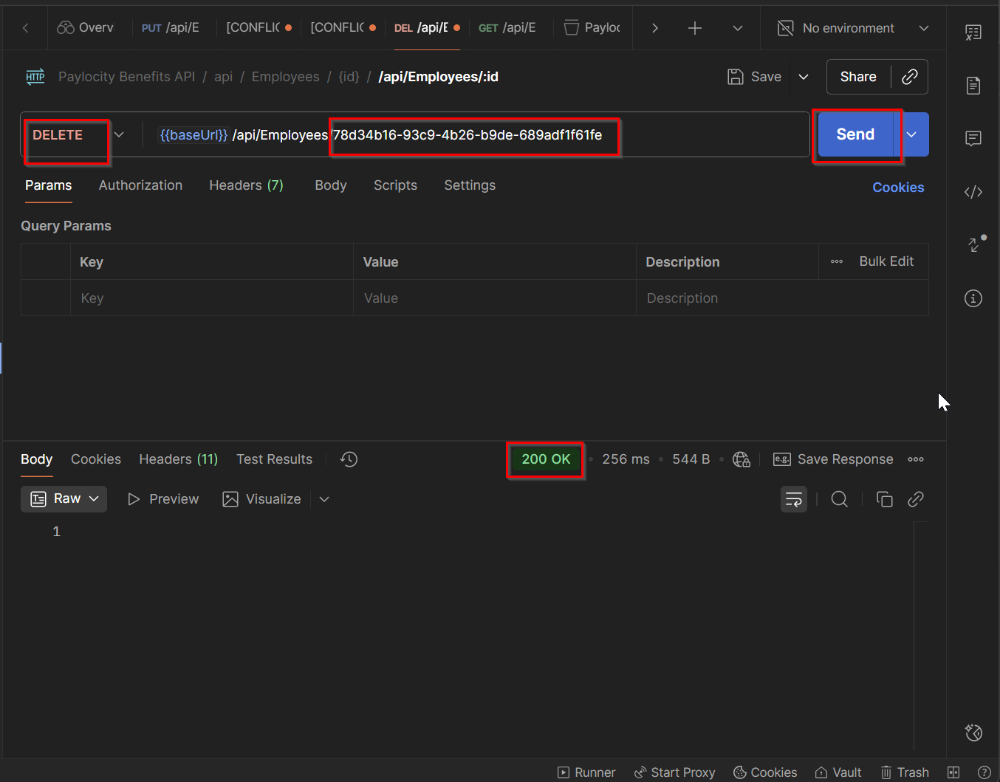 Overv PUT /api/E [CONFLIC [CONFLIC DEL /api/E GET /api/E Payloc No environment
HTTP Paylocity Benefits API / api / Employees / {id} / /api/Employees/:id Save Share
DELETE {{baseUrl}} /api/Employees/78d34b16-93c9-4b26-b9de-689adf1f61fe Send
Params Authorization Headers (7) Body Scripts Settings Cookies
Query Params
Key Value Description Bulk Edit
Key Value Description
Body Cookies Headers (11) Test Results 200 OK 256 ms 544 B e.g. Save Response
Raw Preview Visualize
1
Runner Start Proxy Cookies Vault Trash